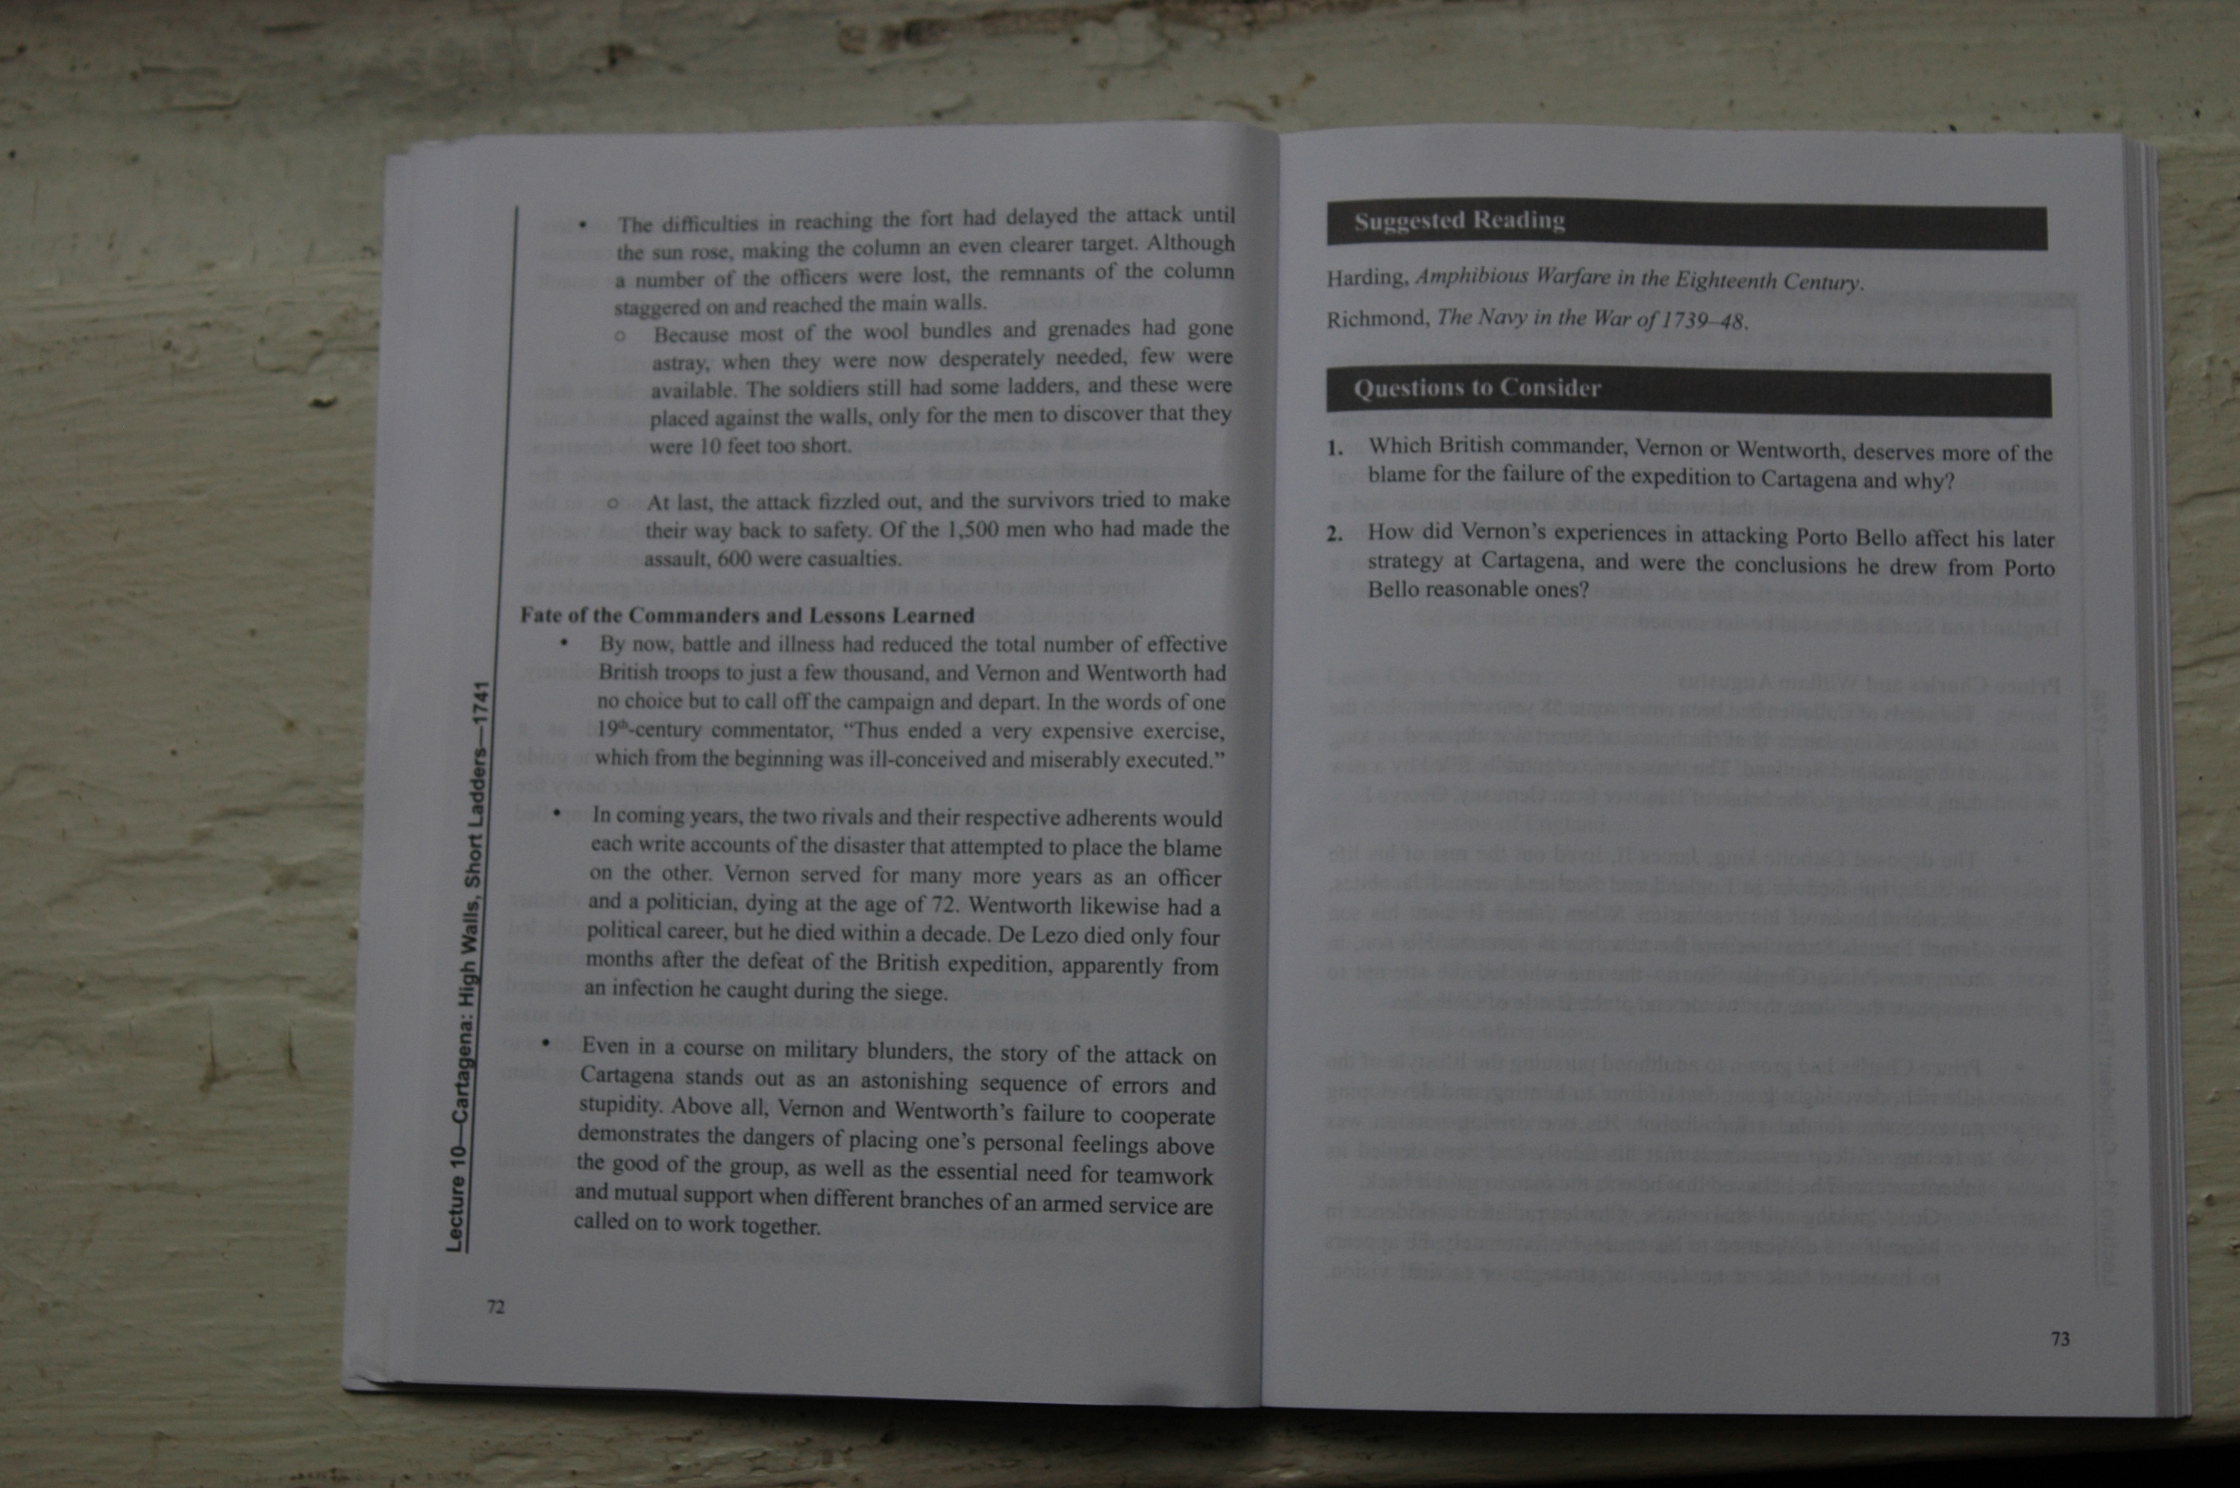 • The difficulties in reaching the fort had delayed the attack until
the sun rose, making the column an even clearer target. Although
a number of the officers were lost, the remnants of the column
staggered on and reached the main walls.
o Because most of the wool bundles and grenades had gone
astray, when they were now desperately needed, few were
available. The soldiers still had some ladders, and these were
placed against the walls, only for the men to discover that they
were 10 feet too short.
o At last, the attack fizzled out, and the survivors tried to make
their way back to safety. Of the 1,500 men who had made the
assault, 600 were casualties.
Fate of the Commanders and Lessons Learned
• By now, battle and illness had reduced the total number of effective
British troops to just a few thousand, and Vernon and Wentworth had
no choice but to call off the campaign and depart. In the words of one
19th-century commentator, “Thus ended a very expensive exercise,
which from the beginning was ill-conceived and miserably executed.”
• In coming years, the two rivals and their respective adherents would
each write accounts of the disaster that attempted to place the blame
on the other. Vernon served for many more years as an officer
and a politician, dying at the age of 72. Wentworth likewise had a
political career, but he died within a decade. De Lezo died only four
months after the defeat of the British expedition, apparently from
an infection he caught during the siege.
• Even in a course on military blunders, the story of the attack on
Cartagena stands out as an astonishing sequence of errors and
stupidity. Above all, Vernon and Wentworth’s failure to cooperate
demonstrates the dangers of placing one’s personal feelings above
the good of the group, as well as the essential need for teamwork
and mutual support when different branches of an armed service are
called on to work together.
Lecture 10—Cartagena: High Walls, Short Ladders—1741
72
Suggested Reading
Harding, Amphibious Warfare in the Eighteenth Century.
Richmond, The Navy in the War of 1739–48.
Questions to Consider
1. Which British commander, Vernon or Wentworth, deserves more of the
blame for the failure of the expedition to Cartagena and why?
2. How did Vernon’s experiences in attacking Porto Bello affect his later
strategy at Cartagena, and were the conclusions he drew from Porto
Bello reasonable ones?
73